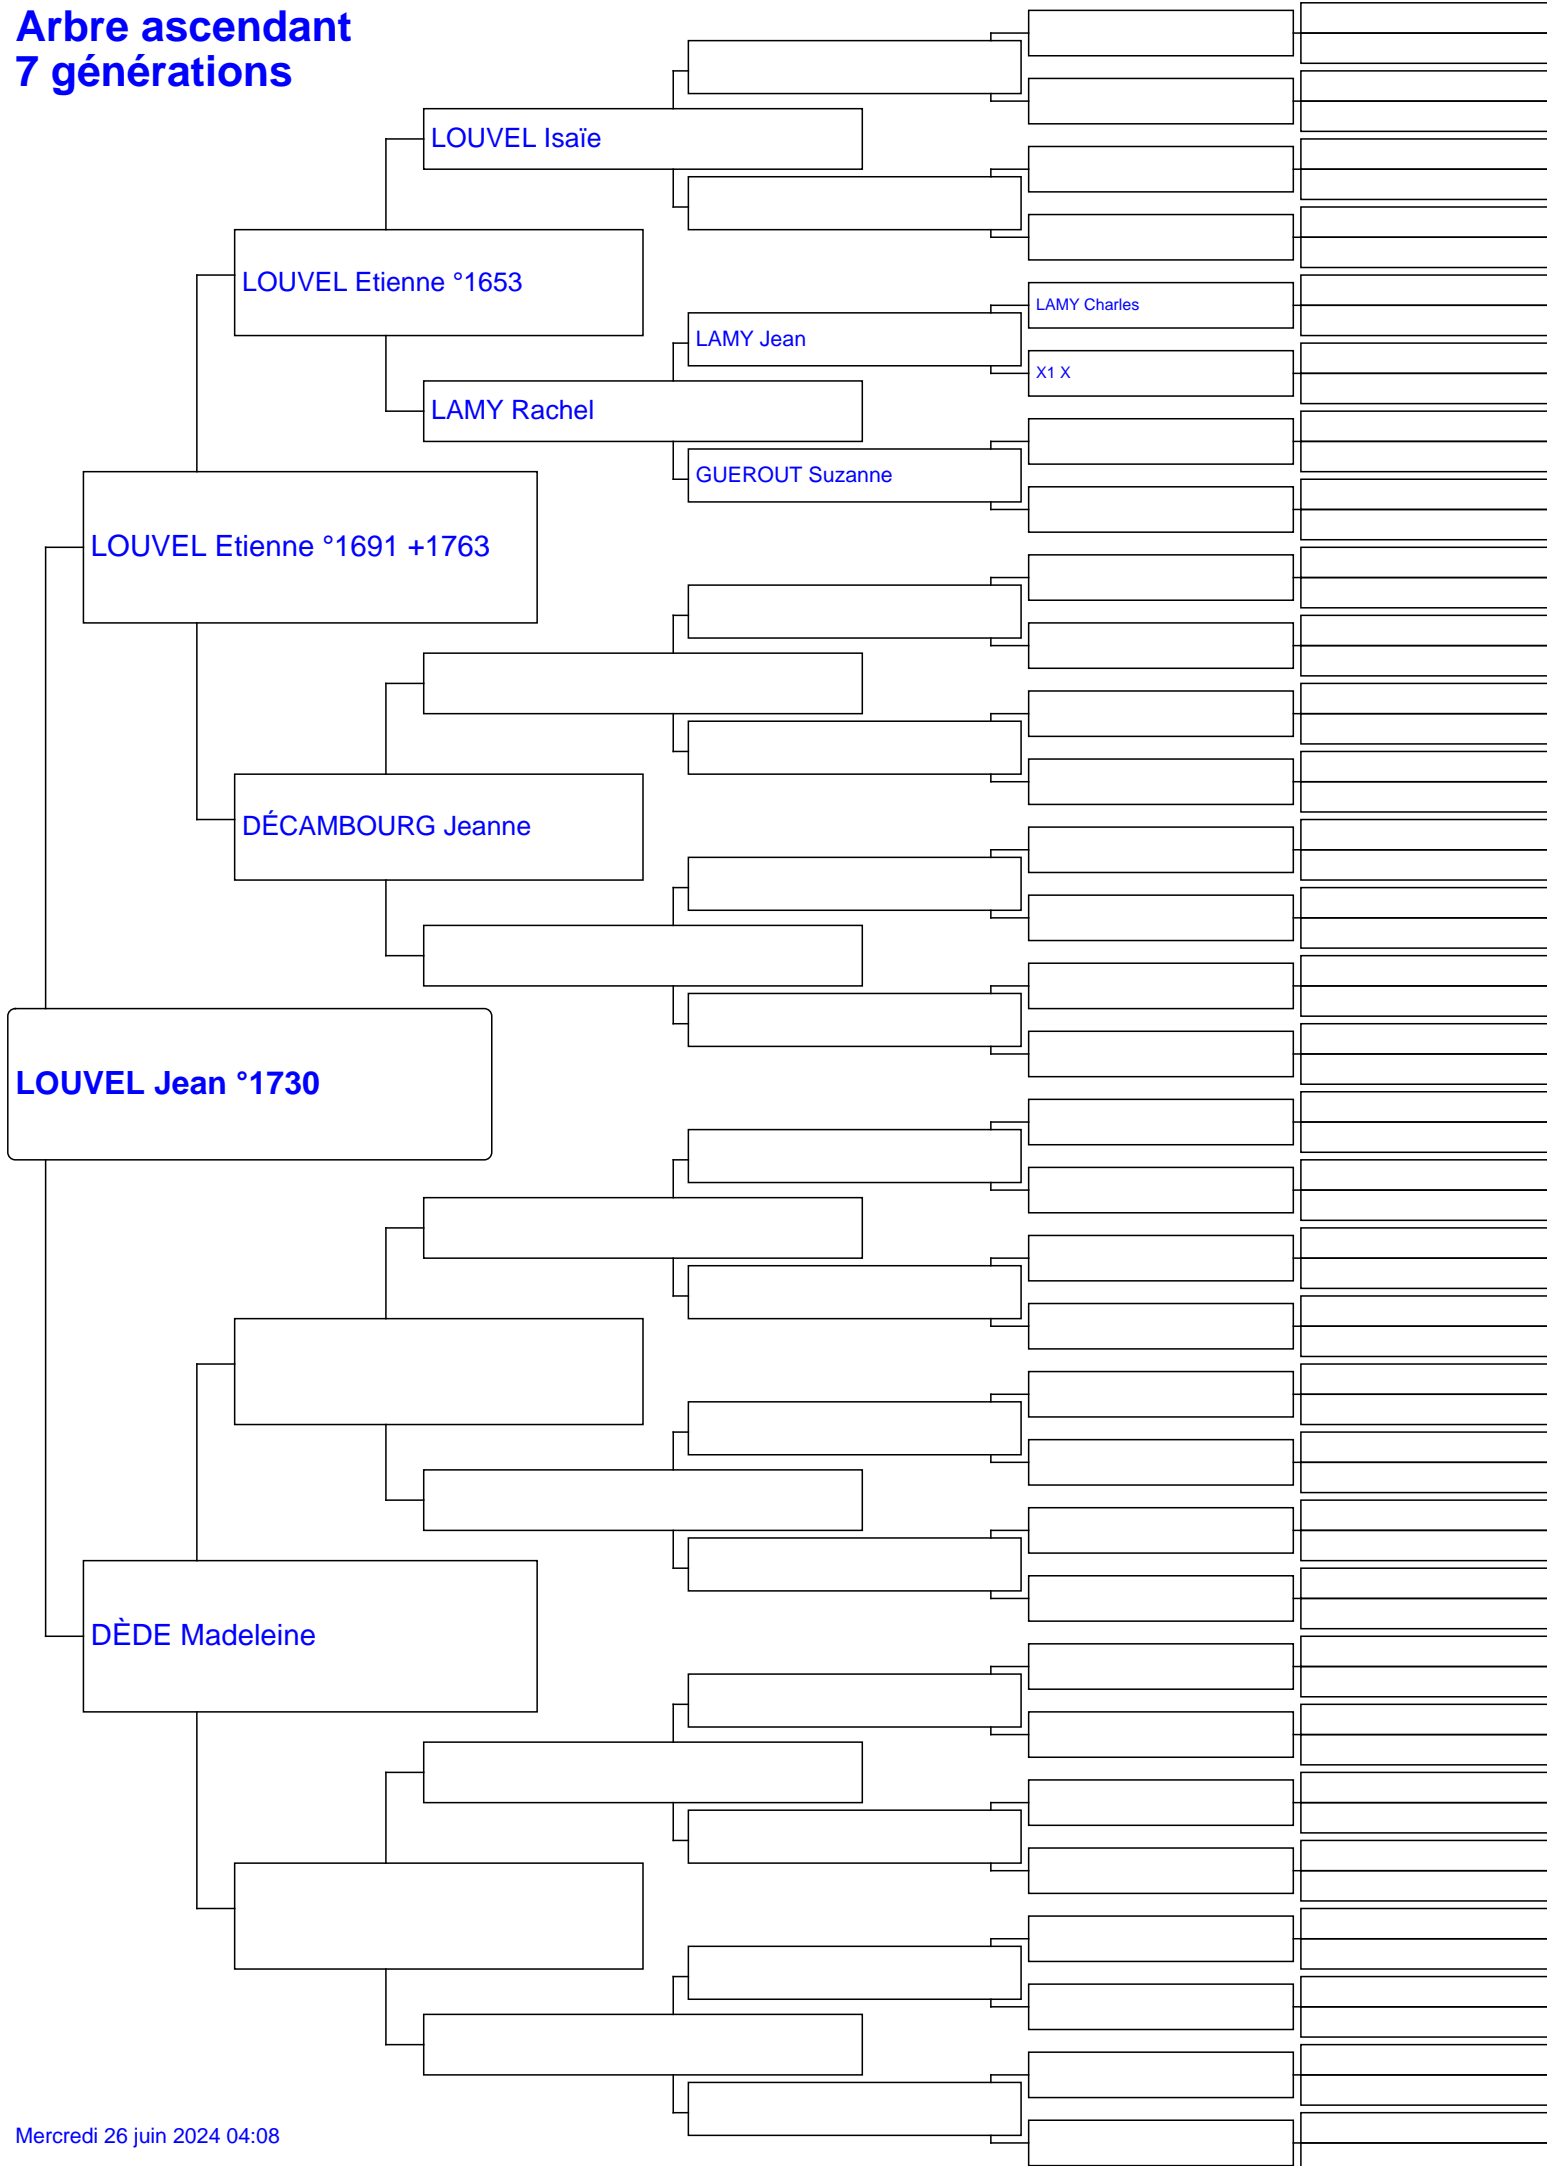 Arbre ascendant
7 générations
LOUVEL Isaïe
LOUVEL Etienne °1653
LAMY Charles
LAMY Jean
X1 X
LAMY Rachel
GUEROUT Suzanne
LOUVEL Etienne °1691 +1763
DÉCAMBOURG Jeanne
LOUVEL Jean °1730
DÈDE Madeleine
Mercredi 26 juin 2024 04:08